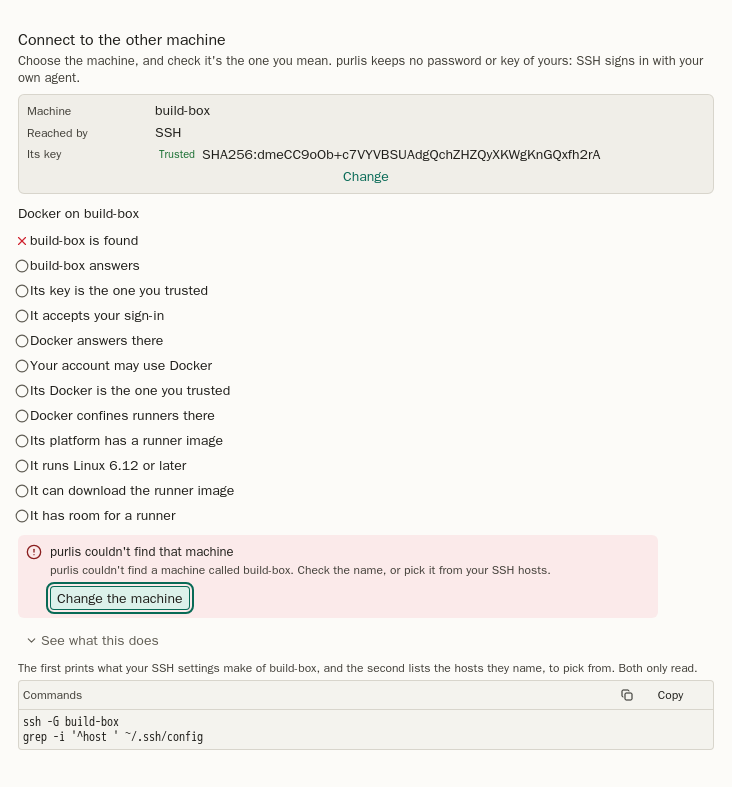 Connect to the other machine
Choose the machine, and check it's the one you mean. purlis keeps no password or key of yours: SSH signs in with your
own agent.
Machine build-box
Reached by SSH
Its key Trusted SHA256:dmeCC9oOb+c7VYVBSUAdgQchZHZQyXKWgKnGQxfh2rA
Change
Docker on build-box
build-box is found
build-box answers
Its key is the one you trusted
It accepts your sign-in
Docker answers there
Your account may use Docker
Its Docker is the one you trusted
Docker confines runners there
Its platform has a runner image
It runs Linux 6.12 or later
It can download the runner image
It has room for a runner
purlis couldn't find that machine
purlis couldn't find a machine called build-box. Check the name, or pick it from your SSH hosts.
Change the machine
See what this does
The first prints what your SSH settings make of build-box, and the second lists the hosts they name, to pick from. Both only read.
Commands Copy
ssh -G build-box
grep -i '^host ' ~/.ssh/config